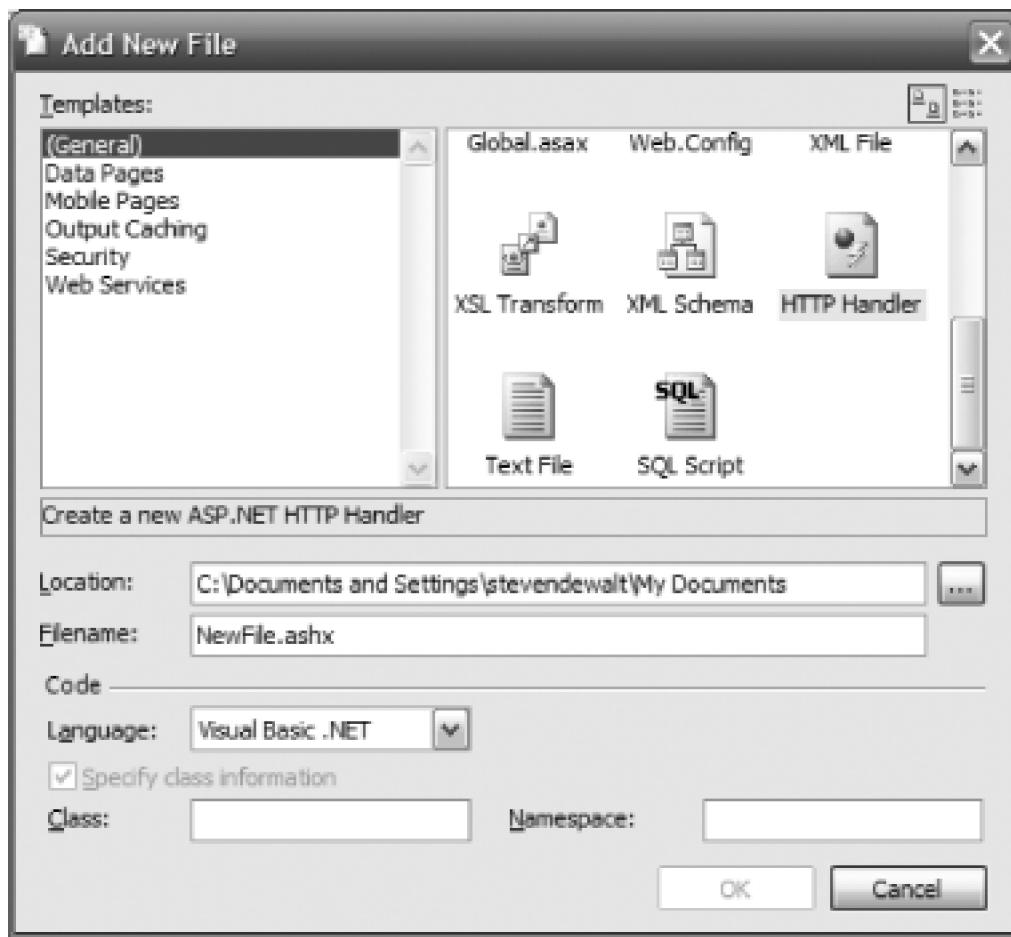 Add New File
Templates:
(General)
Data Pages
Mobile Pages
Output Caching
Security
Web Services
Global.asax Web.Config XML File
XSL Transform XML Schema HTTP Handler
SQL
Text File SQL Script
Create a new ASP.NET HTTP Handler
Location: C:\Documents and Settings\stevendewalt\My Documents ...
Filename: NewFile.ashx
Code
Language: Visual Basic .NET
Specify class information
Class: Namespace:
OK Cancel